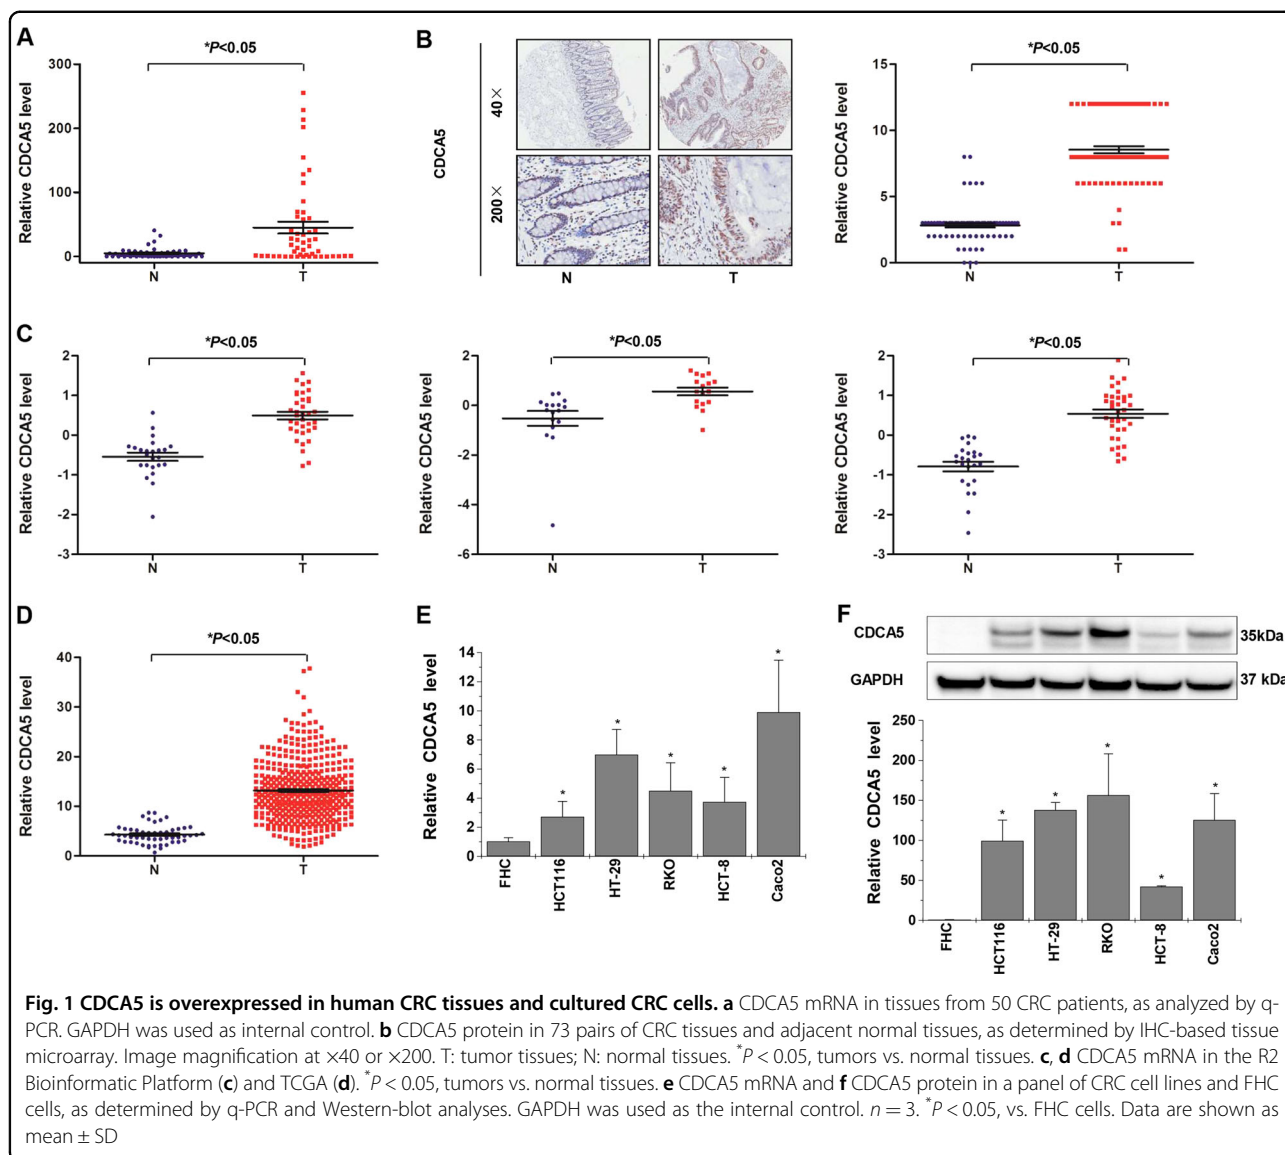 A
*P<0.05
Relative CDCA5 level
300
200
100
0
N
T
B
CDCA5
40×
200×
N
T
*P<0.05
Relative CDCA5 level
15
10
5
0
N
T
C
*P<0.05
Relative CDCA5 level
2
1
0
-1
-2
-3
N
T
*P<0.05
Relative CDCA5 level
2
0
-2
-4
-6
N
T
*P<0.05
Relative CDCA5 level
2
1
0
-1
-2
-3
N
T
D
*P<0.05
Relative CDCA5 level
40
30
20
10
0
N
T
E
Relative CDCA5 level
14
12
10
8
6
4
2
0
*
*
*
*
*
FHC
HCT116
HT-29
RKO
HCT-8
Caco2
F
CDCA5
35kDa
GAPDH
37 kDa
Relative CDCA5 level
250
200
150
100
50
0
*
*
*
*
*
FHC
HCT116
HT-29
RKO
HCT-8
Caco2
Fig. 1 CDCA5 is overexpressed in human CRC tissues and cultured CRC cells. a CDCA5 mRNA in tissues from 50 CRC patients, as analyzed by q-
PCR. GAPDH was used as internal control. b CDCA5 protein in 73 pairs of CRC tissues and adjacent normal tissues, as determined by IHC-based tissue
microarray. Image magnification at ×40 or ×200. T: tumor tissues; N: normal tissues. *P < 0.05, tumors vs. normal tissues. c, d CDCA5 mRNA in the R2
Bioinformatic Platform (c) and TCGA (d). *P < 0.05, tumors vs. normal tissues. e CDCA5 mRNA and f CDCA5 protein in a panel of CRC cell lines and FHC
cells, as determined by q-PCR and Western-blot analyses. GAPDH was used as the internal control. n = 3. *P < 0.05, vs. FHC cells. Data are shown as
mean ± SD